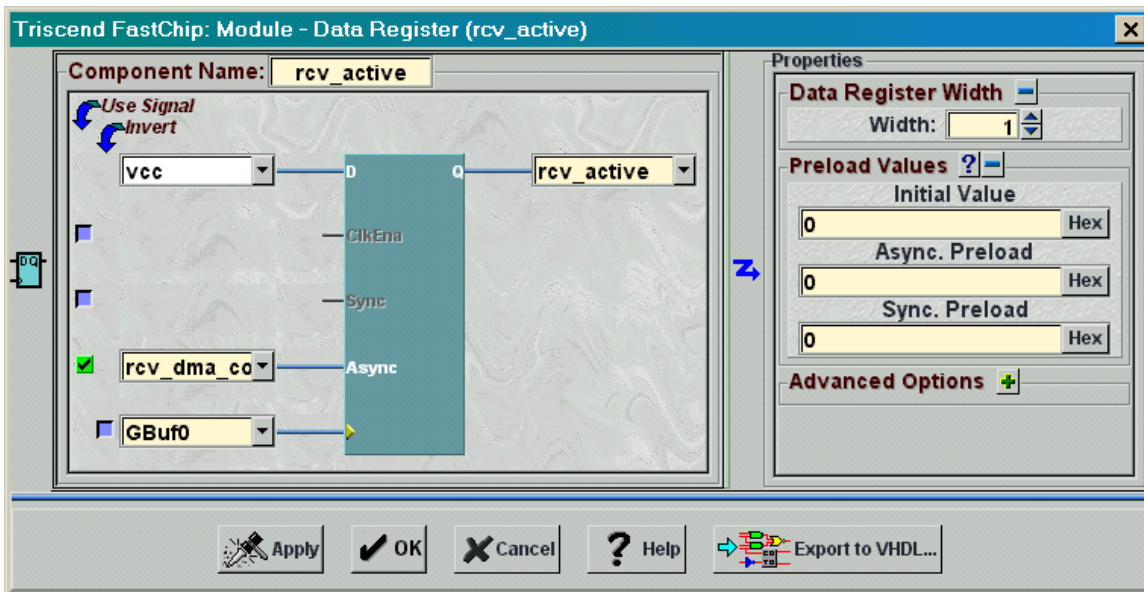 Triscend FastChip: Module - Data Register (rcv_active)
Component Name: rcv_active
Use Signal
Invert
vcc
D
Q
rcv_active
ClkEna
Sync
rcv_dma_co
Async
GBuf0
DQ
Properties
Data Register Width
Width: 1
Preload Values ?
Initial Value
0 Hex
Async. Preload
0 Hex
Sync. Preload
0 Hex
Advanced Options +
Apply
OK
Cancel
? Help
Export to VHDL...